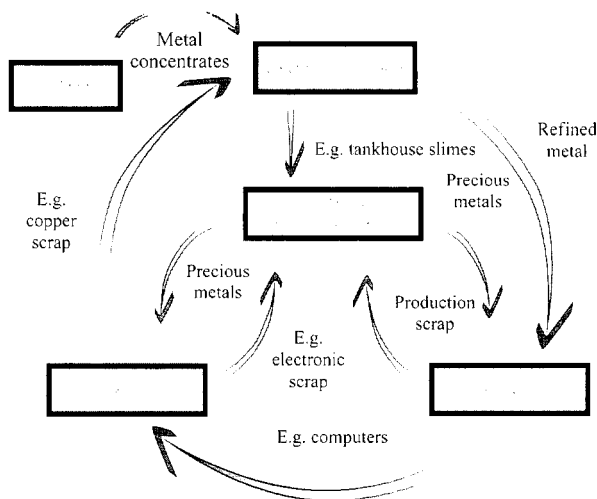 Metal
concentrates
E.g. tankhouse slimes
Refined
metal
Precious
metals
E.g.
copper
scrap
Precious
metals
Production
scrap
E.g.
electronic
scrap
E.g. computers